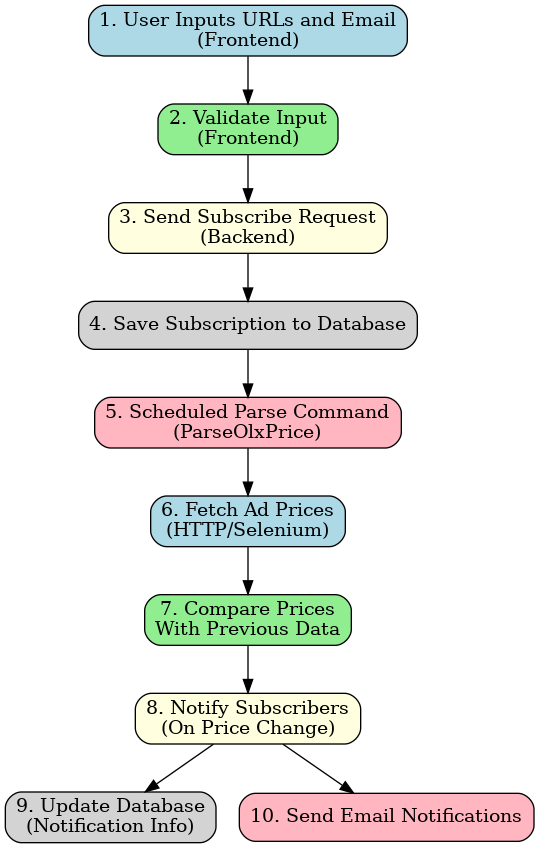 1. User Inputs URLs and Email
(Frontend)
2. Validate Input
(Frontend)
3. Send Subscribe Request
(Backend)
4. Save Subscription to Database
5. Scheduled Parse Command
(ParseOlxPrice)
6. Fetch Ad Prices
(HTTP/Selenium)
7. Compare Prices
With Previous Data
8. Notify Subscribers
(On Price Change)
9. Update Database
(Notification Info)
10. Send Email Notifications